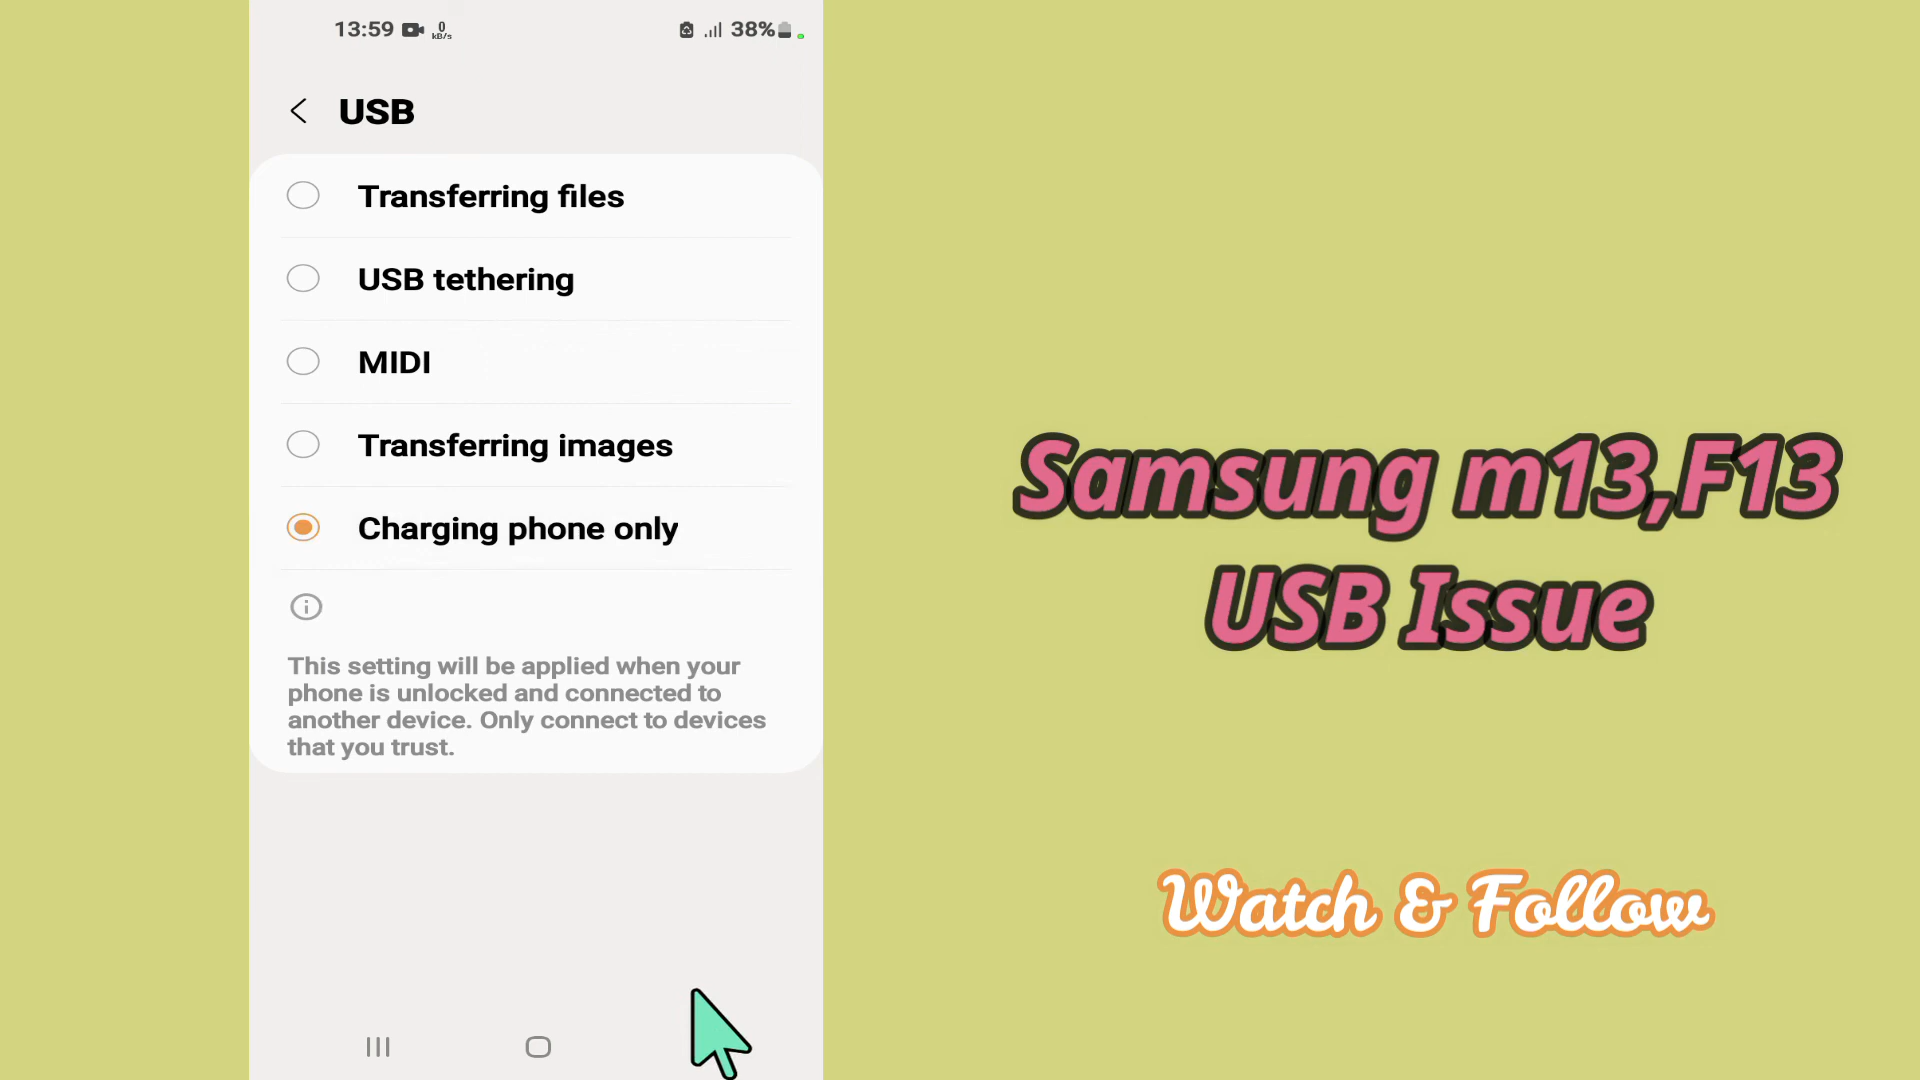 13:59 0 kB/s 38%
USB
Transferring files
USB tethering
MIDI
Transferring images
Charging phone only
This setting will be applied when your
phone is unlocked and connected to
another device. Only connect to devices
that you trust.
Samsung m13,F13
USB Issue
Watch & Follow